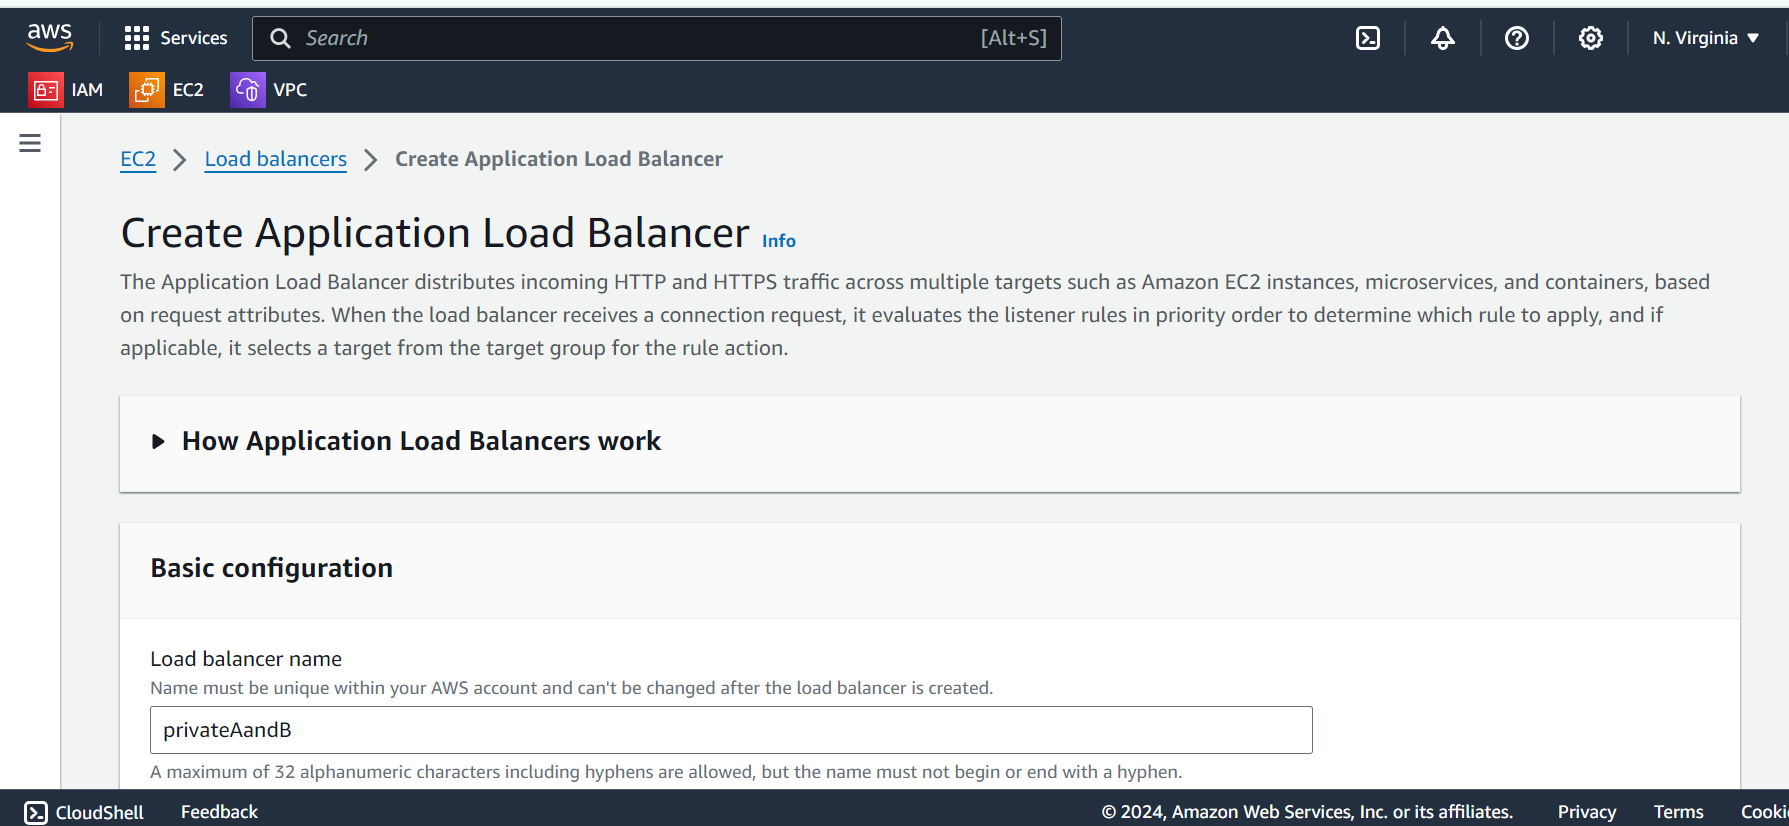 aws
Services
Search
[Alt+S]
N. Virginia
IAM
EC2
VPC
EC2
Load balancers
Create Application Load Balancer
Create Application Load Balancer
Info
The Application Load Balancer distributes incoming HTTP and HTTPS traffic across multiple targets such as Amazon EC2 instances, microservices, and containers, based
on request attributes. When the load balancer receives a connection request, it evaluates the listener rules in priority order to determine which rule to apply, and if
applicable, it selects a target from the target group for the rule action.
How Application Load Balancers work
Basic configuration
Load balancer name
Name must be unique within your AWS account and can't be changed after the load balancer is created.
privateAandB
A maximum of 32 alphanumeric characters including hyphens are allowed, but the name must not begin or end with a hyphen.
CloudShell
Feedback
© 2024, Amazon Web Services, Inc. or its affiliates.
Privacy
Terms